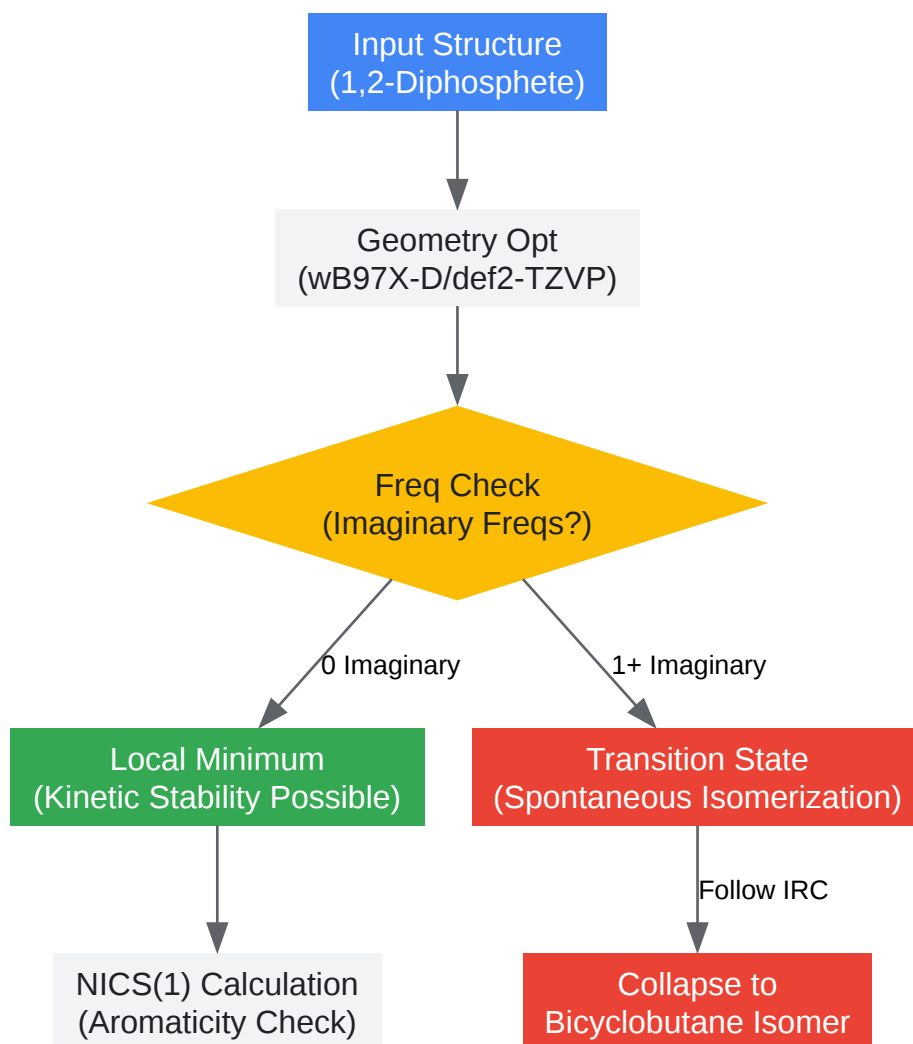 Input Structure
(1,2-Diphosphete)
Geometry Opt
(wB97X-D/def2-TZVP)
Freq Check
(Imaginary Freqs?)
0 Imaginary
1+ Imaginary
Local Minimum
(Kinetic Stability Possible)
Transition State
(Spontaneous Isomerization)
Follow IRC
NICS(1) Calculation
(Aromaticity Check)
Collapse to
Bicyclobutane Isomer